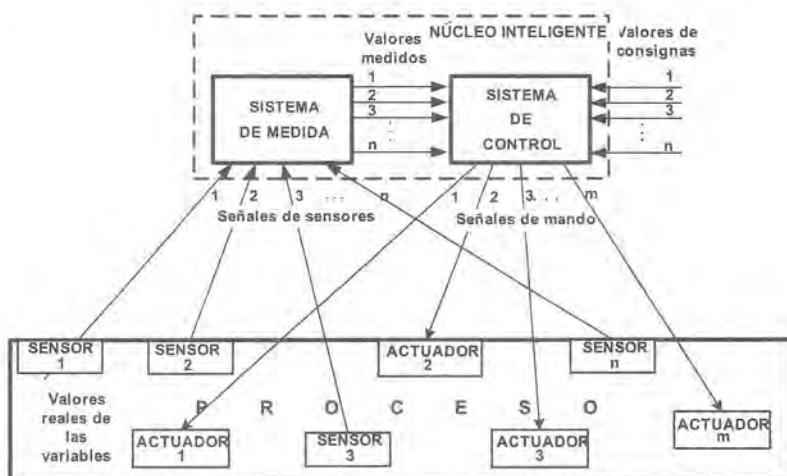 NÚCLEO INTELIGENTE
Valores medidos
Valores de consignas
SISTEMA DE MEDIDA
1
2
3
n
SISTEMA DE CONTROL
1
2
3
n
1 2 3 ... n
Señales de sensores
1 2 3. . . m
Señales de mando
SENSOR 1
SENSOR 2
ACTUADOR 2
SENSOR n
Valores reales de las variables
P R O C E S O
ACTUADOR 1
SENSOR 3
ACTUADOR 3
ACTUADOR m